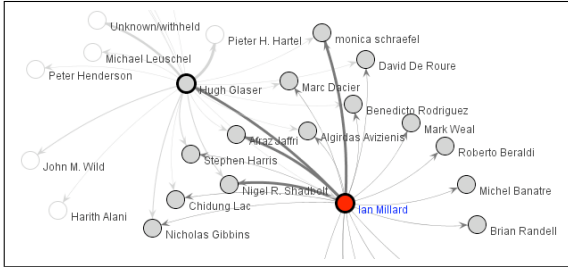 Unknown/withheld
Pieter H. Hartel
monica schraefel
Michael Leuschel
David De Roure
Peter Henderson
Hugh Glaser
Marc Dacier
Benedicto Rodriguez
Mark Weal
Afraz Jaffri
Algirdas Avizienis
Roberto Beraldi
Stephen Harris
John M. Wild
Nigel R. Shadbolt
Michel Banatre
Chidung Lac
Ian Millard
Harith Alani
Brian Randell
Nicholas Gibbins